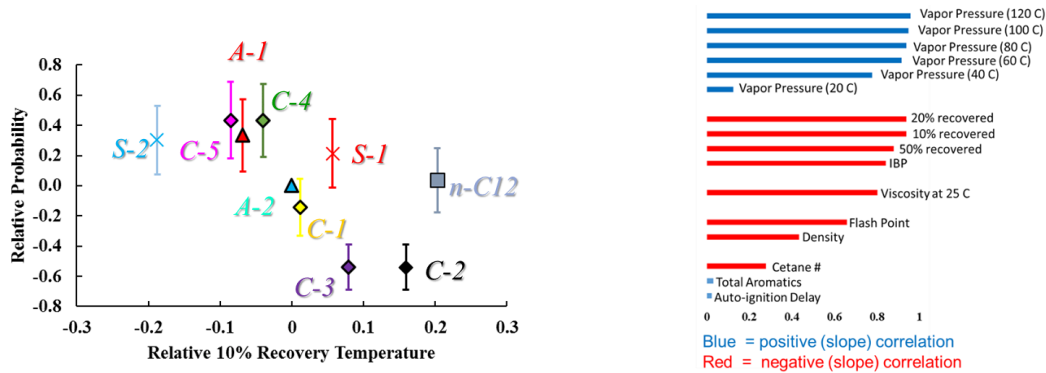 0.8
0.6
0.4
0.2
0.0
-0.2
-0.4
-0.6
-0.8
Relative Probability
A-1
C-4
S-2
C-5
S-1
n-C12
A-2
C-1
C-3
C-2
-0.3 -0.2 -0.1 0 0.1 0.2 0.3
Relative 10% Recovery Temperature
Vapor Pressure (120 C)
Vapor Pressure (100 C)
Vapor Pressure (80 C)
Vapor Pressure (60 C)
Vapor Pressure (40 C)
Vapor Pressure (20 C)
20% recovered
10% recovered
50% recovered
IBP
Viscosity at 25 C
Flash Point
Density
Cetane #
Total Aromatics
Auto-ignition Delay
0 0.2 0.4 0.6 0.8 1
Blue = positive (slope) correlation
Red = negative (slope) correlation